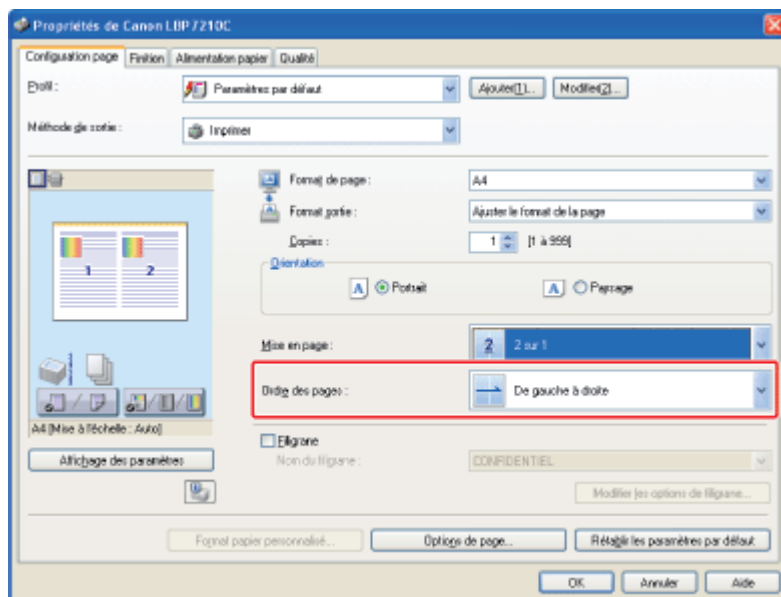 Propriétés de Canon LBP7210C
Configuration page Finition Alimentation papier Qualité
Profil : Paramètres par défaut Ajouter[1]... Modifier[2]...
Méthode de sortie : Imprimer
Format de page : A4
Format sortie : Ajuster le format de la page
Copies : 1 [1 à 999]
Orientation
A Portrait A Paysage
1 2
Mise en page : 2 2 sur 1
Ordre des pages : De gauche à droite
A4 [Mise à l'échelle : Auto]
Filigrane
Affichage des paramètres
Nom du filigrane : CONFIDENTIEL
Modifier les options de filigrane...
Format papier personnalisé... Options de page... Rétablir les paramètres par défaut
OK Annuler Aide